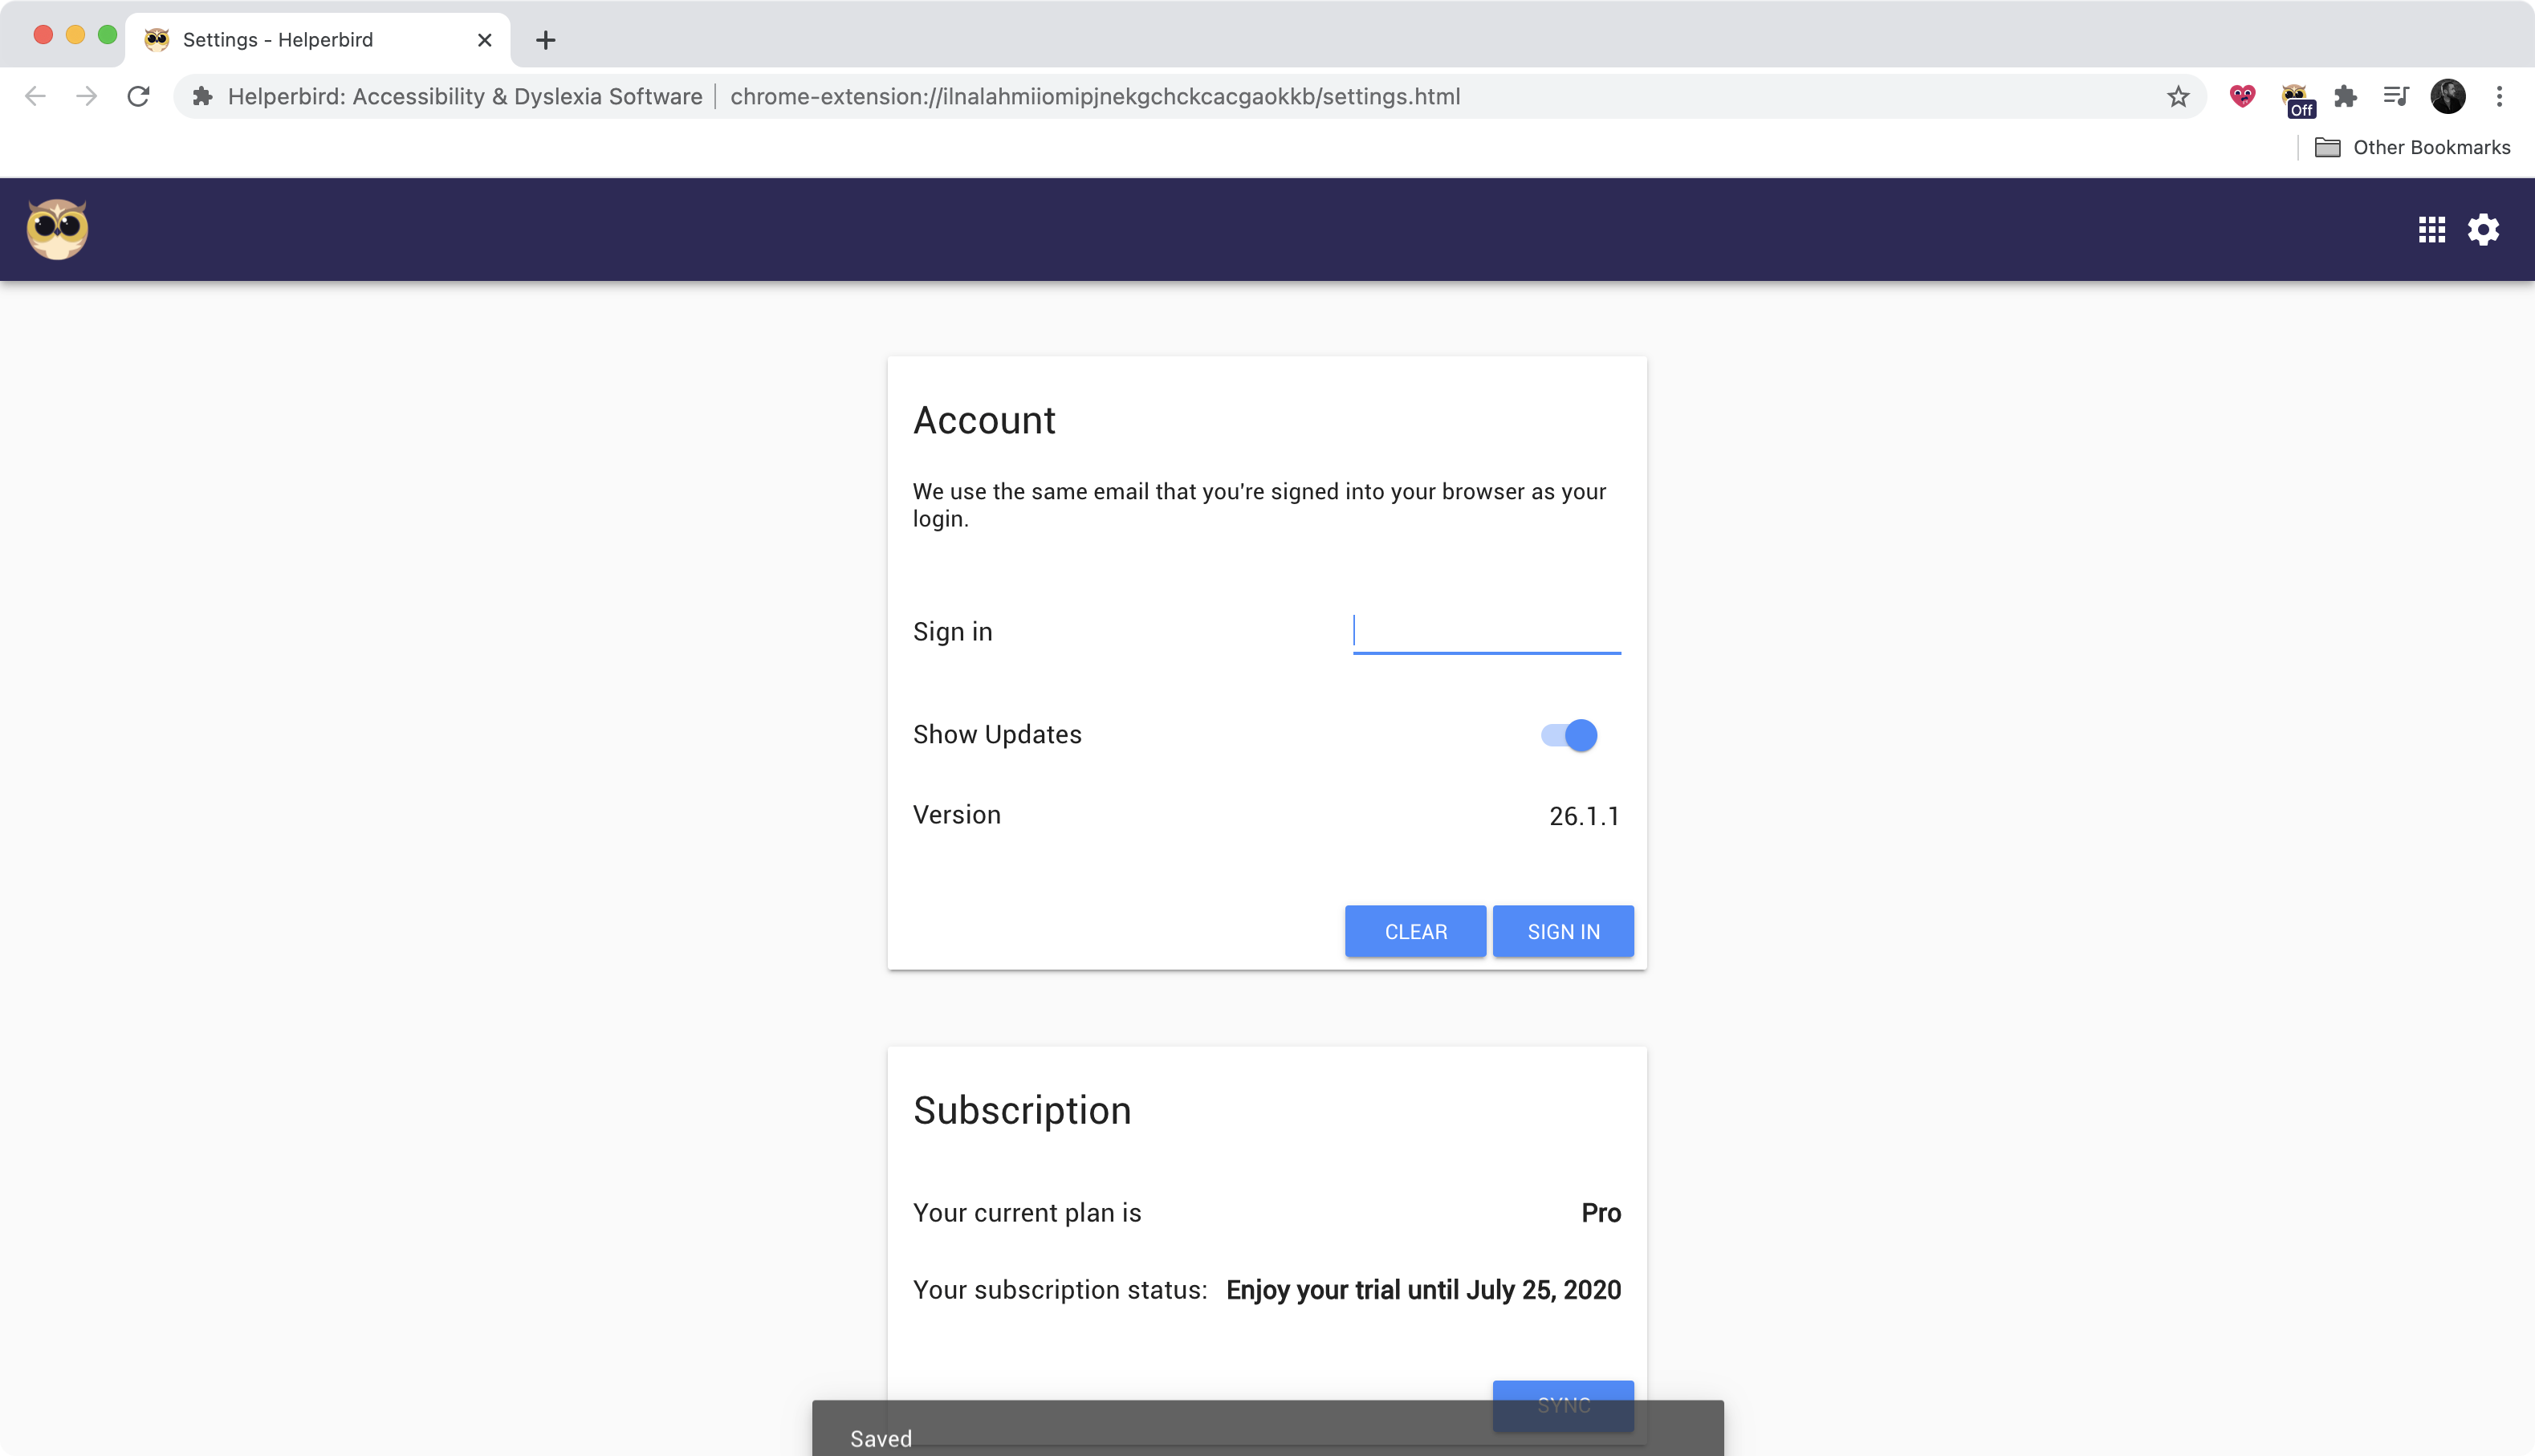 Settings - Helperbird
Helperbird: Accessibility & Dyslexia Software | chrome-extension://ilnalahmiiomipjnekgchckcacgaokkb/settings.html
Off
Other Bookmarks
Account
We use the same email that you're signed into your browser as your
login.
Sign in
Show Updates
Version 26.1.1
CLEAR SIGN IN
Subscription
Your current plan is Pro
Your subscription status: Enjoy your trial until July 25, 2020
SYNC
Saved